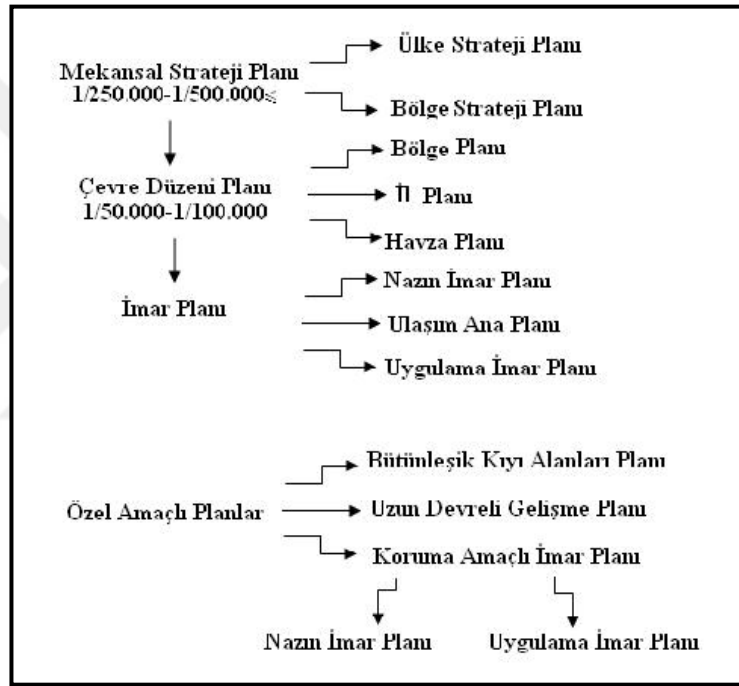 Ülke Strateji Planı
Mekansal Strateji Planı
1/250.000-1/500.000≤
Bölge Strateji Planı
Bölge Planı
Çevre Düzeni Planı
1/50.000-1/100.000
İl Planı
Havza Planı
Nazın İmar Planı
İmar Planı
Ulaşım Ana Planı
Uygulama İmar Planı
Bütünleşik Kıyı Alanları Planı
Özel Amaçlı Planlar
Uzun Devreli Gelişme Planı
Koruma Amaçlı İmar Planı
Nazın İmar Planı
Uygulama İmar Planı